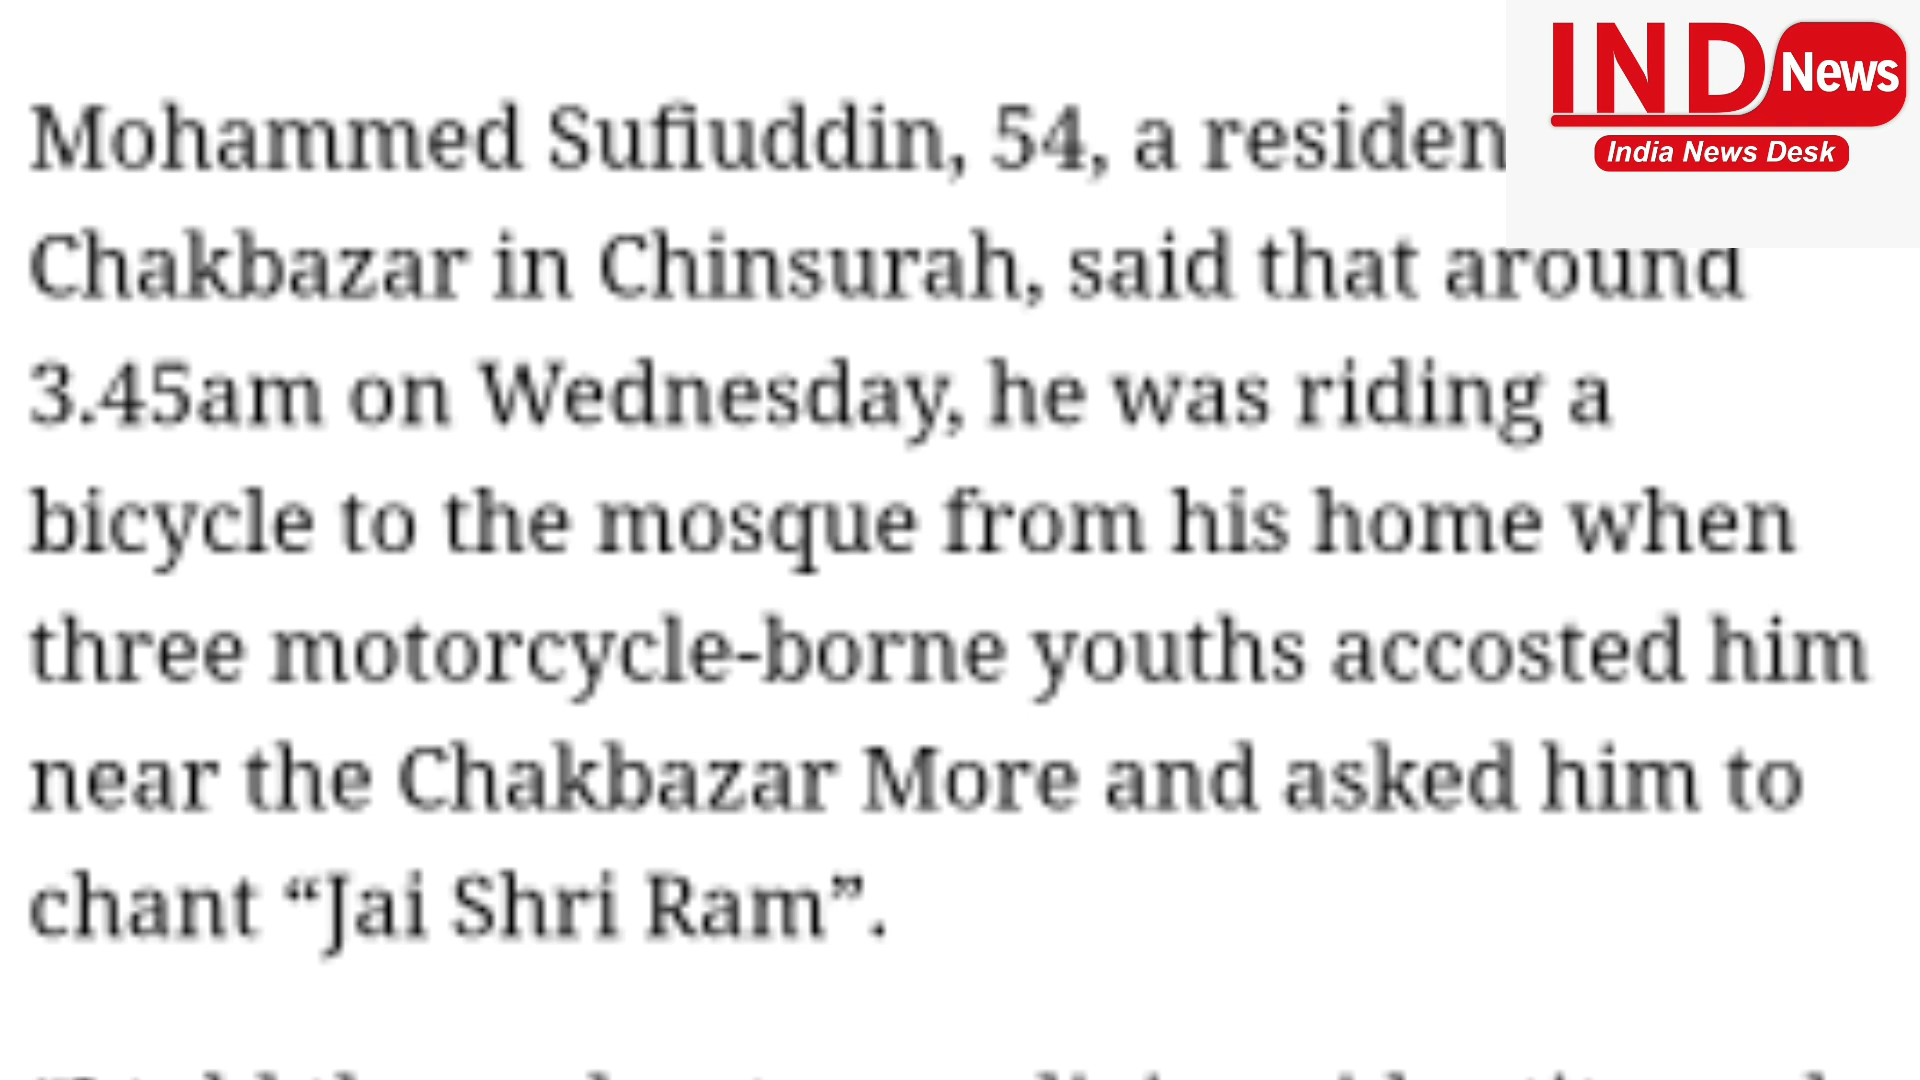 Mohammed Sufiuddin, 54, a residen
IND News
India News Desk
Chakbazar in Chinsurah, said that around
3.45am on Wednesday, he was riding a
bicycle to the mosque from his home when
three motorcycle-borne youths accosted him
near the Chakbazar More and asked him to
chant “Jai Shri Ram”.